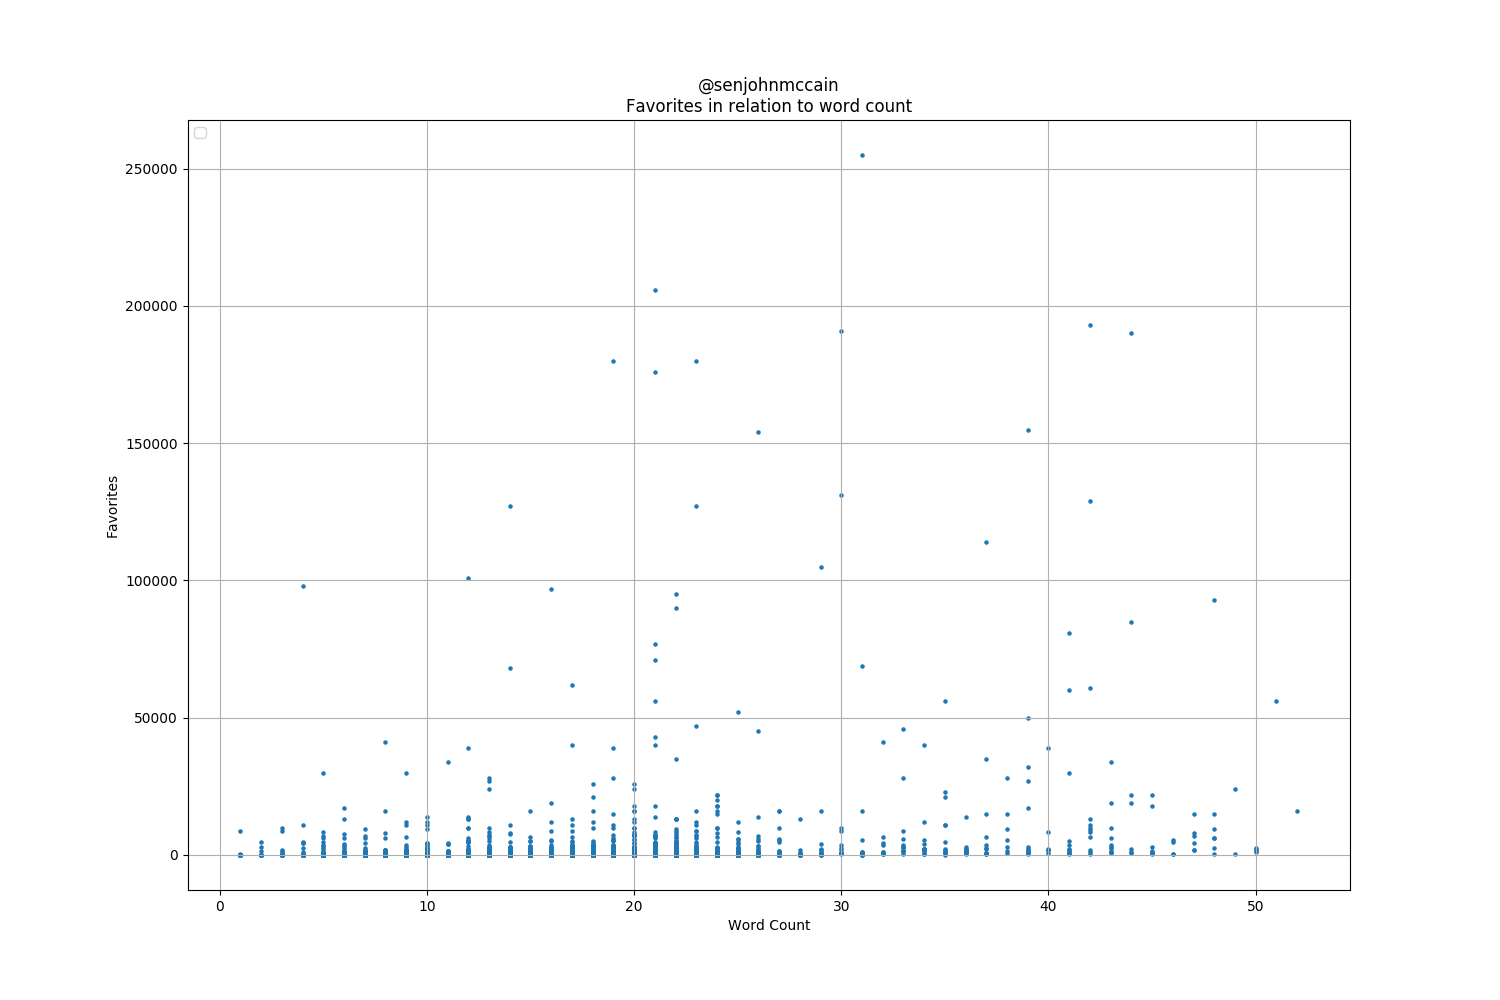 @senjohnmccain
Favorites in relation to word count
250000
200000
150000
100000
50000
0
Favorites
0 10 20 30 40 50
Word Count